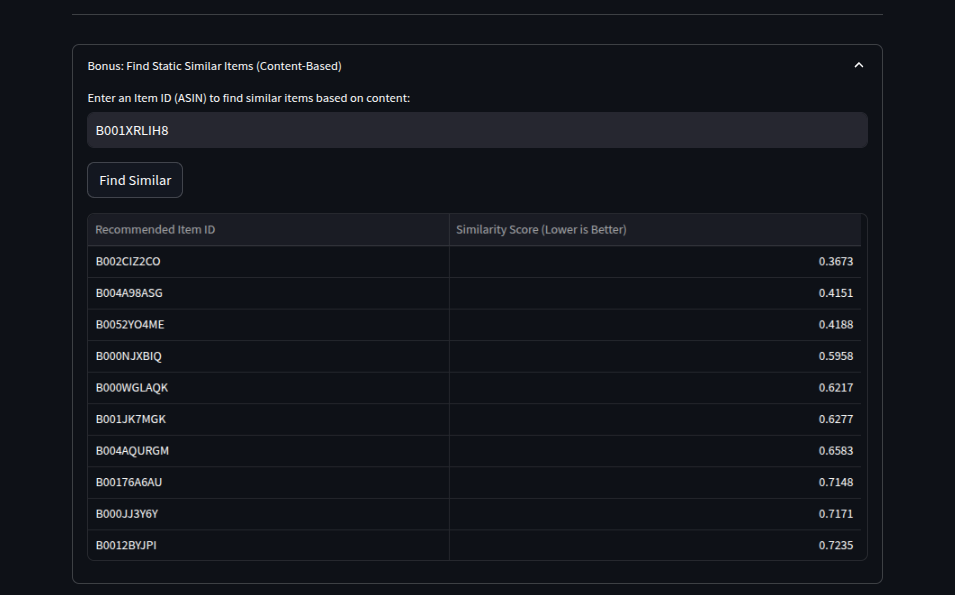 Bonus: Find Static Similar Items (Content-Based)
Enter an Item ID (ASIN) to find similar items based on content:
B001XRLIH8
Find Similar
Recommended Item ID Similarity Score (Lower is Better)
B002CIZ2CO 0.3673
B004A98ASG 0.4151
B0052YO4ME 0.4188
B000NJXBIQ 0.5958
B000WGLAQK 0.6217
B001JK7MGK 0.6277
B004AQURGM 0.6583
B00176A6AU 0.7148
B000JJ3Y6Y 0.7171
B0012BYJPI 0.7235